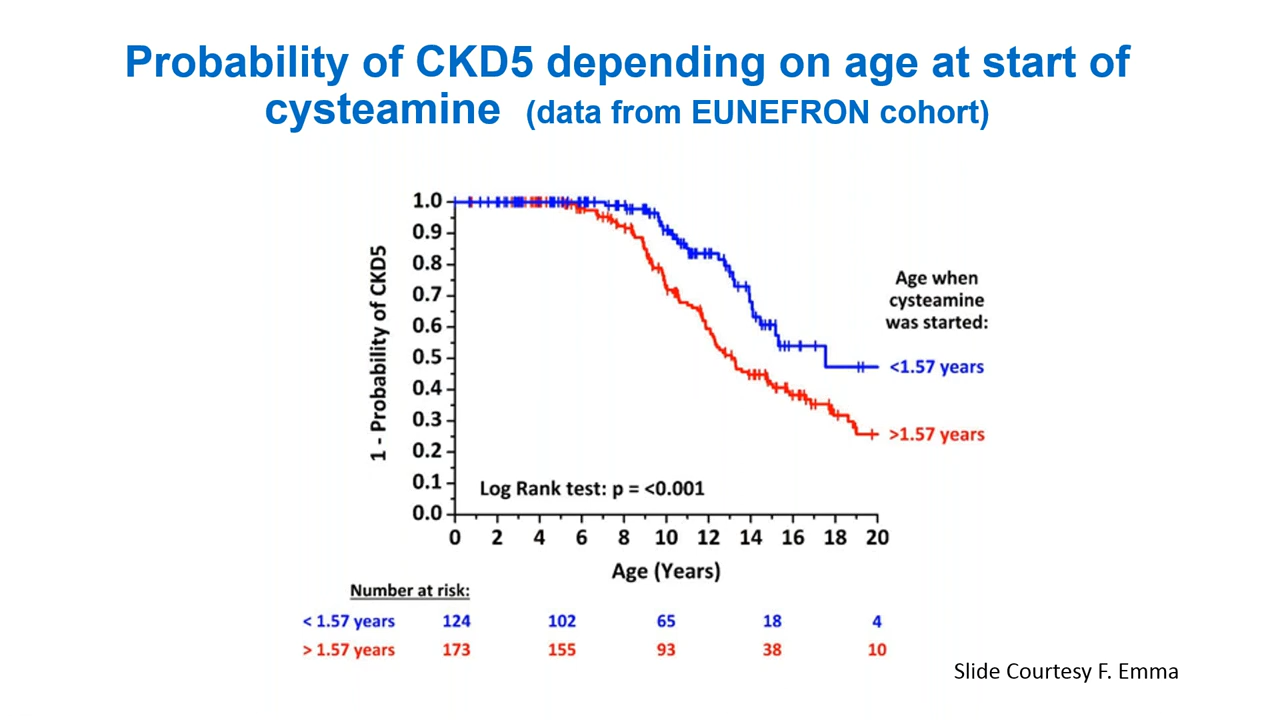 Probability of CKD5 depending on age at start of
cysteamine (data from EUNEFRON cohort)
1 - Probability of CKD5
1.0
0.9
0.8
0.7
0.6
0.5
0.4
0.3
0.2
0.1
0.0
Log Rank test: p = <0.001
0 2 4 6 8 10 12 14 16 18 20
Age (Years)
Age when
cysteamine
was started:
<1.57 years
>1.57 years
Number at risk:
< 1.57 years 124 102 65 18 4
> 1.57 years 173 155 93 38 10
Slide Courtesy F. Emma